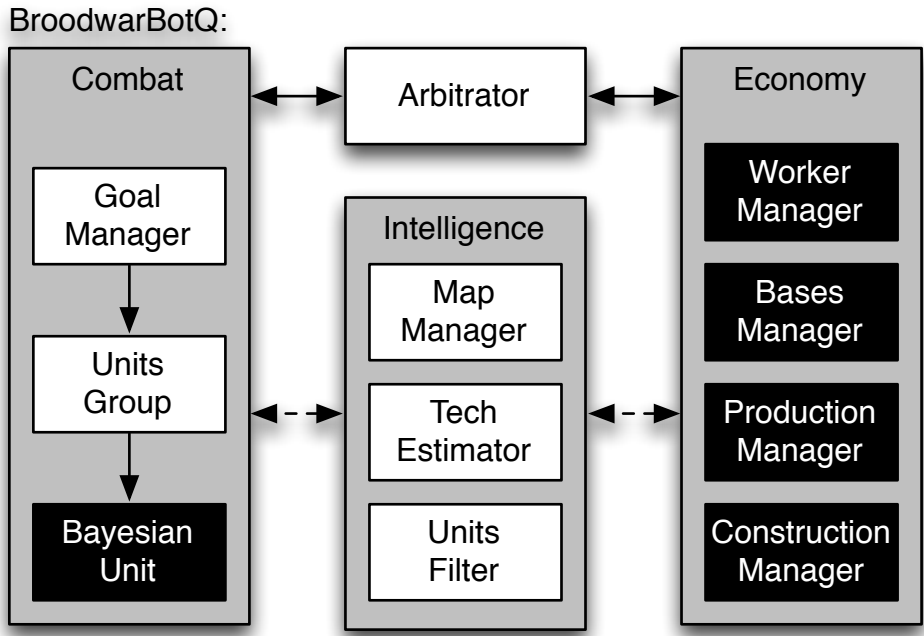 BroodwarBotQ:
Combat
Goal
Manager
Units
Group
Bayesian
Unit
Arbitrator
Intelligence
Map
Manager
Tech
Estimator
Units
Filter
Economy
Worker
Manager
Bases
Manager
Production
Manager
Construction
Manager